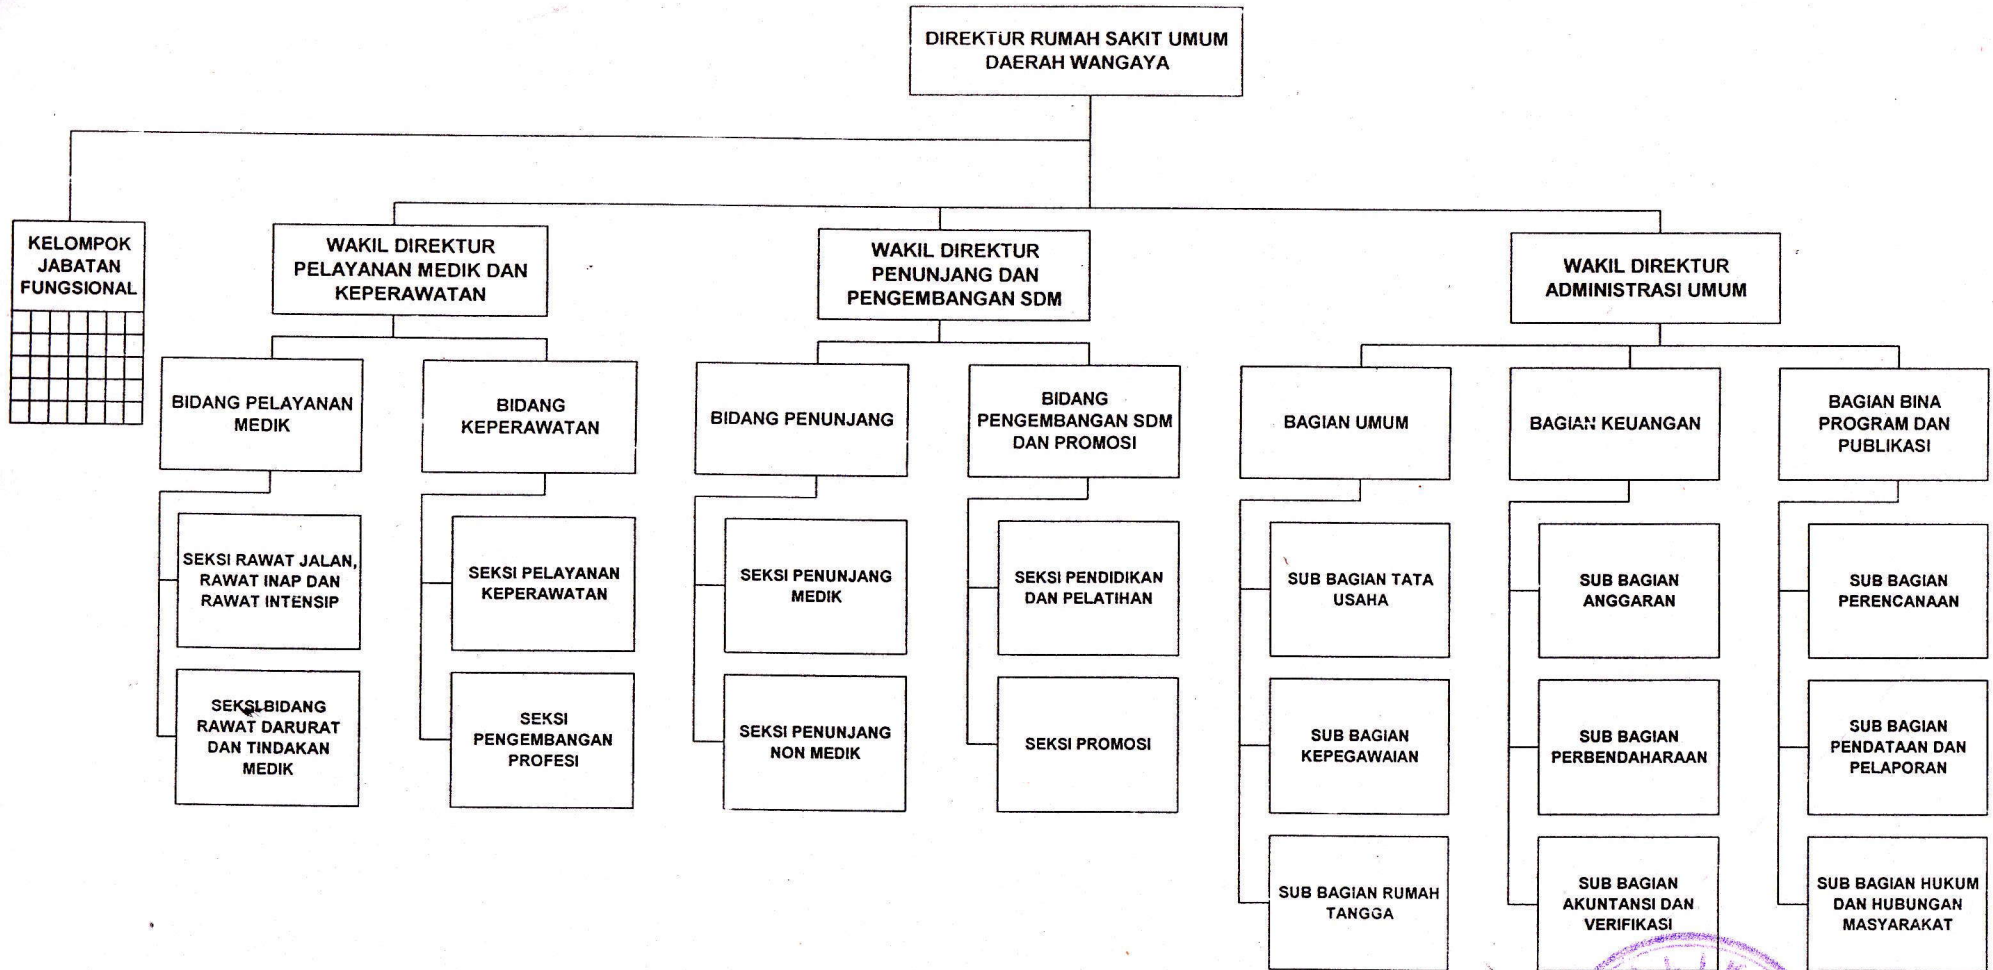 DIREKTUR RUMAH SAKIT UMUM
DAERAH WANGAYA
KELOMPOK
JABATAN
FUNGSIONAL
WAKIL DIREKTUR
PELAYANAN MEDIK DAN
KEPERAWATAN
WAKIL DIREKTUR
PENUNJANG DAN
PENGEMBANGAN SDM
WAKIL DIREKTUR
ADMINISTRASI UMUM
BIDANG PELAYANAN
MEDIK
BIDANG
KEPERAWATAN
BIDANG PENUNJANG
BIDANG
PENGEMBANGAN SDM
DAN PROMOSI
BAGIAN UMUM
BAGIAN KEUANGAN
BAGIAN BINA
PROGRAM DAN
PUBLIKASI
SEKSI RAWAT JALAN,
RAWAT INAP DAN
RAWAT INTENSIP
SEKSI PELAYANAN
KEPERAWATAN
SEKSI PENUNJANG
MEDIK
SEKSI PENDIDIKAN
DAN PELATIHAN
SUB BAGIAN TATA
USAHA
SUB BAGIAN
ANGGARAN
SUB BAGIAN
PERENCANAAN
SEKSI BIDANG
RAWAT DARURAT
DAN TINDAKAN
MEDIK
SEKSI
PENGEMBANGAN
PROFESI
SEKSI PENUNJANG
NON MEDIK
SEKSI PROMOSI
SUB BAGIAN
KEPEGAWAIAN
SUB BAGIAN
PERBENDAHARAAN
SUB BAGIAN
PENDATAAN DAN
PELAPORAN
SUB BAGIAN RUMAH
TANGGA
SUB BAGIAN
AKUNTANSI DAN
VERIFIKASI
SUB BAGIAN HUKUM
DAN HUBUNGAN
MASYARAKAT